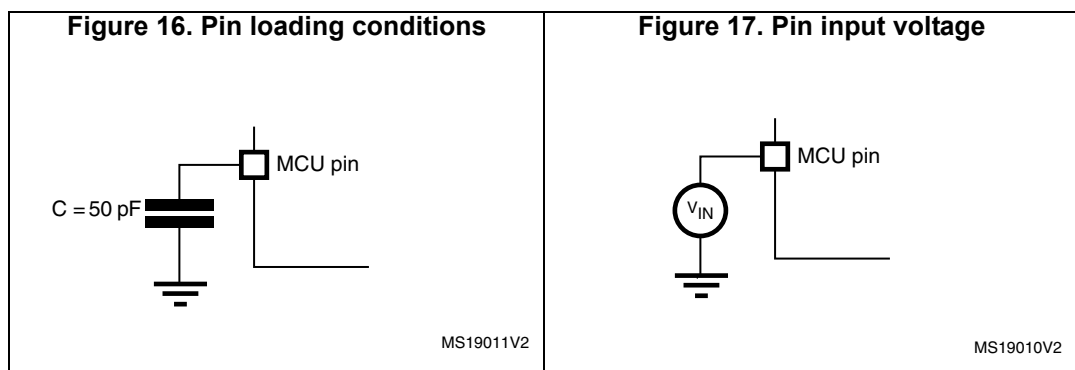 Figure 16. Pin loading conditions
MCU pin
C = 50 pF
MS19011V2
Figure 17. Pin input voltage
MCU pin
VIN
MS19010V2